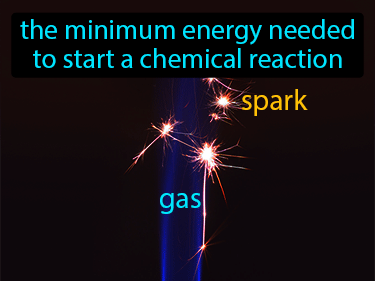 the minimum energy needed
to start a chemical reaction
spark
gas